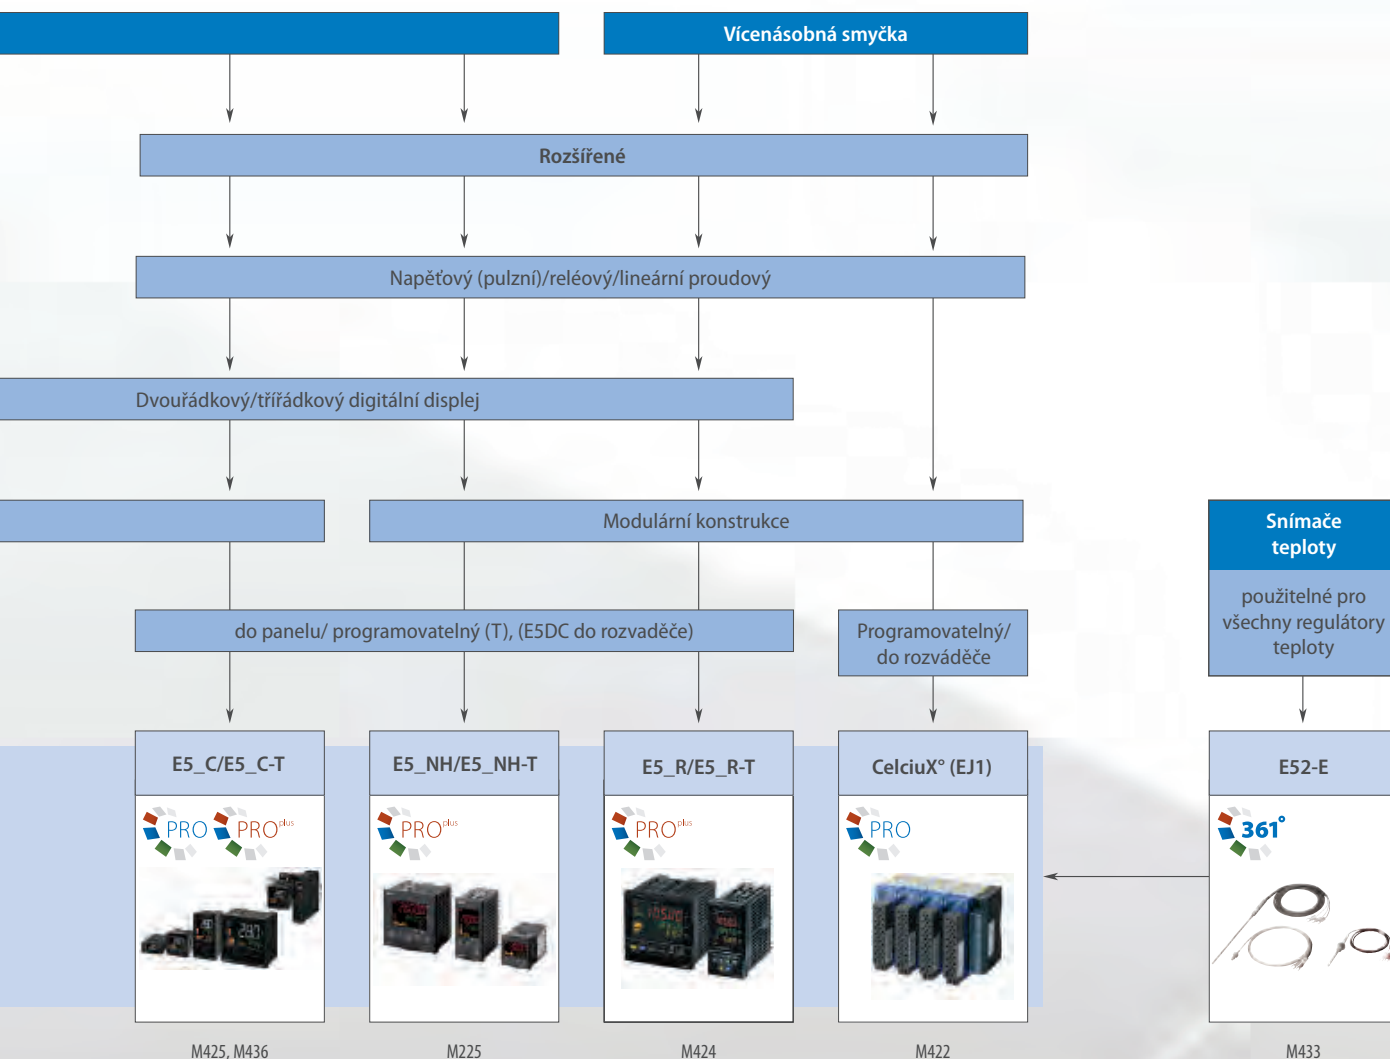 Vícenásobná smyčka
Rozšířené
Napěťový (pulzní)/reléový/lineární proudový
Dvouřádkový/třířádkový digitální displej
Modulární konstrukce
Snímače
teploty
použitelné pro
všechny regulátory
teploty
do panelu/ programovatelný (T), (E5DC do rozvaděče)
Programovatelný/
do rozváděče
E5_C/E5_C-T
E5_NH/E5_NH-T
E5_R/E5_R-T
CelciuX° (EJ1)
E52-E
PRO PRO plus
PRO plus
PRO plus
PRO
361°
M425, M436
M225
M424
M422
M433